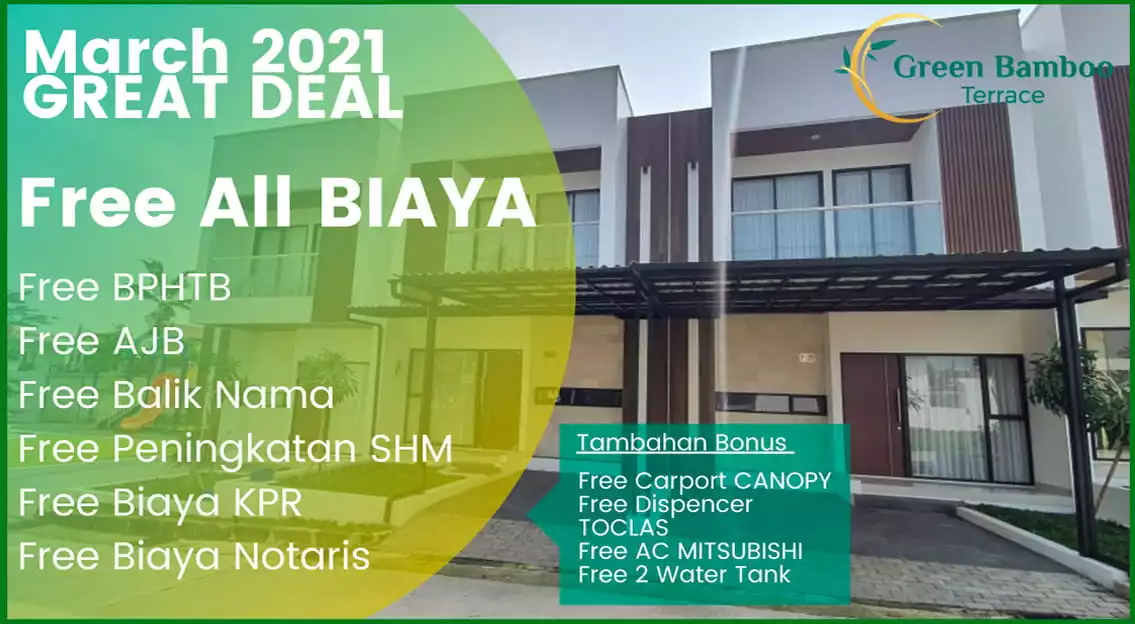 March 2021
GREAT DEAL
Green Bamboo
Terrace
Free All BIAYA
Free BPHTB
Free AJB
Free Balik Nama
Free Peningkatan SHM
Free Biaya KPR
Free Biaya Notaris
Tambahan Bonus
Free Carport CANOPY
Free Dispencer
TOCLAS
Free AC MITSUBISHI
Free 2 Water Tank